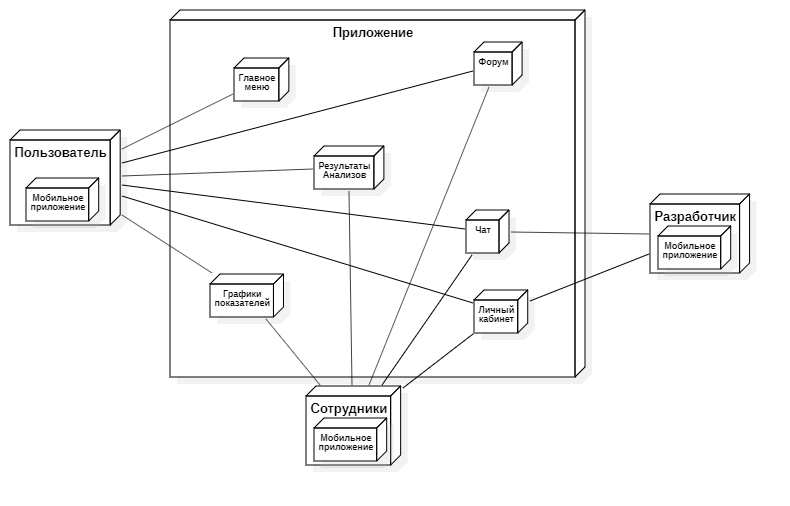 Приложение
Главное
меню
Форум
Пользователь
Мобильное
приложение
Результаты
Анализов
Чат
Разработчик
Мобильное
приложение
Графики
показателей
Личный
кабинет
Сотрудники
Мобильное
приложение